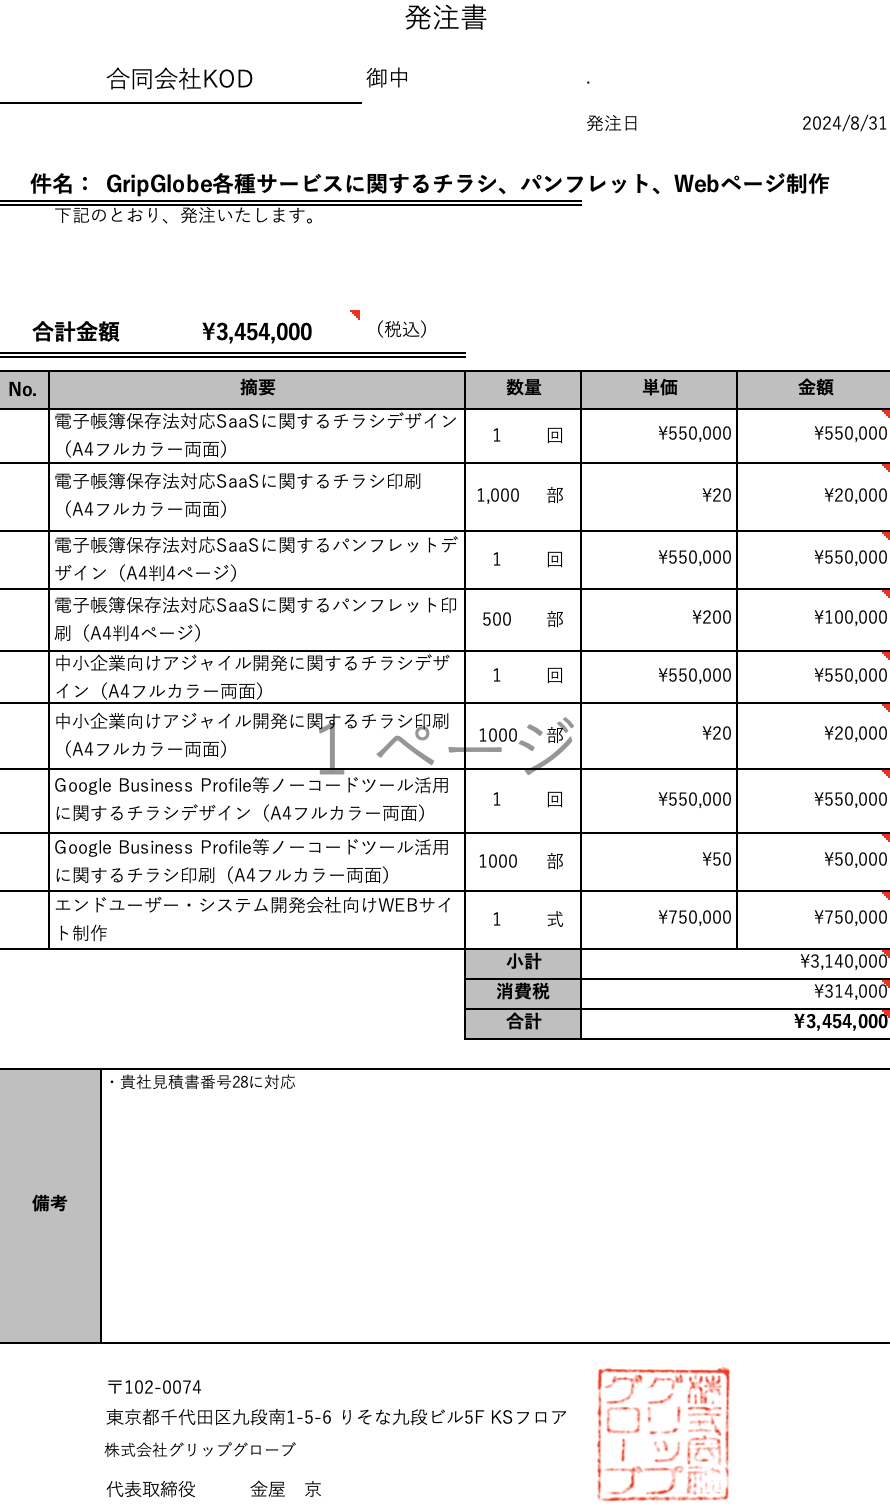 発注書
合同会社KOD 御中 .
発注日 2024/8/31
件名： GripGlobe各種サービスに関するチラシ、パンフレット、Webページ制作
下記のとおり、発注いたします。
合計金額 ¥3,454,000 （税込）
No. 摘要 数量 単価 金額
電子帳簿保存法対応SaaSに関するチラシデザイン
（A4フルカラー両面） 1 回 ¥550,000 ¥550,000
電子帳簿保存法対応SaaSに関するチラシ印刷
（A4フルカラー両面） 1,000 部 ¥20 ¥20,000
電子帳簿保存法対応SaaSに関するパンフレットデ
ザイン（A4判4ページ） 1 回 ¥550,000 ¥550,000
電子帳簿保存法対応SaaSに関するパンフレット印
刷（A4判4ページ） 500 部 ¥200 ¥100,000
中小企業向けアジャイル開発に関するチラシデザ
イン（A4フルカラー両面） 1 回 ¥550,000 ¥550,000
中小企業向けアジャイル開発に関するチラシ印刷
（A4フルカラー両面） 1000 部 ¥20 ¥20,000
1 ページ
Google Business Profile等ノーコードツール活用
に関するチラシデザイン（A4フルカラー両面） 1 回 ¥550,000 ¥550,000
Google Business Profile等ノーコードツール活用
に関するチラシ印刷（A4フルカラー両面） 1000 部 ¥50 ¥50,000
エンドユーザー・システム開発会社向けWEBサイ
ト制作 1 式 ¥750,000 ¥750,000
小計 ¥3,140,000
消費税 ¥314,000
合計 ¥3,454,000
備考
・貴社見積書番号28に対応
〒102-0074
東京都千代田区九段南1-5-6 りそな九段ビル5F KSフロア
株式会社グリップグローブ
代表取締役 金屋 京
株式会社
グリップ
グローブ